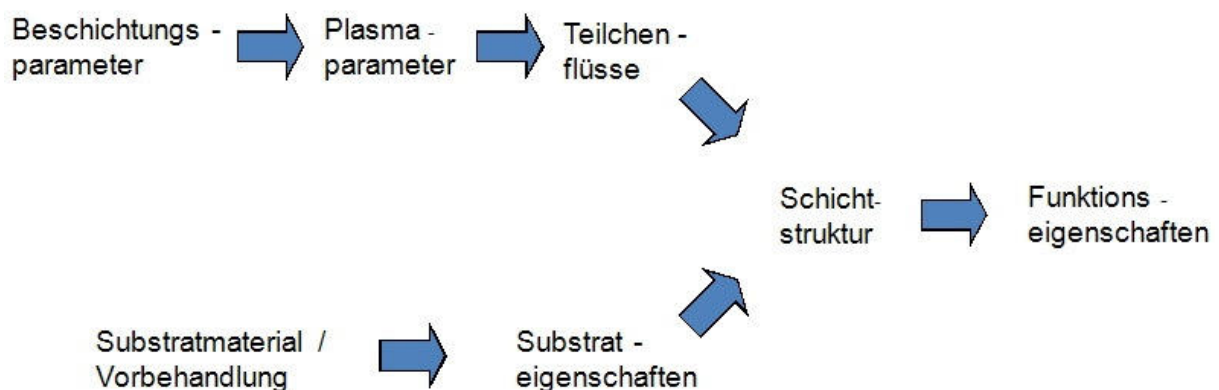 Beschichtungs -
parameter
Plasma -
parameter
Teilchen -
flüsse
Schicht-
struktur
Funktions -
eigenschaften
Substratmaterial /
Vorbehandlung
Substrat -
eigenschaften